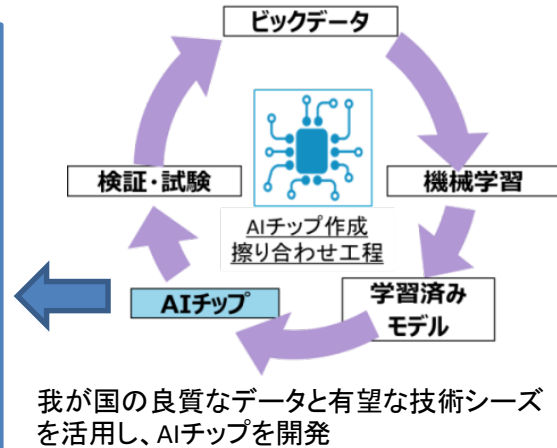 ビックデータ
検証・試験
機械学習
AIチップ作成
擦り合わせ工程
AIチップ
学習済み
モデル
我が国の良質なデータと有望な技術シーズ
を活用し、AIチップを開発